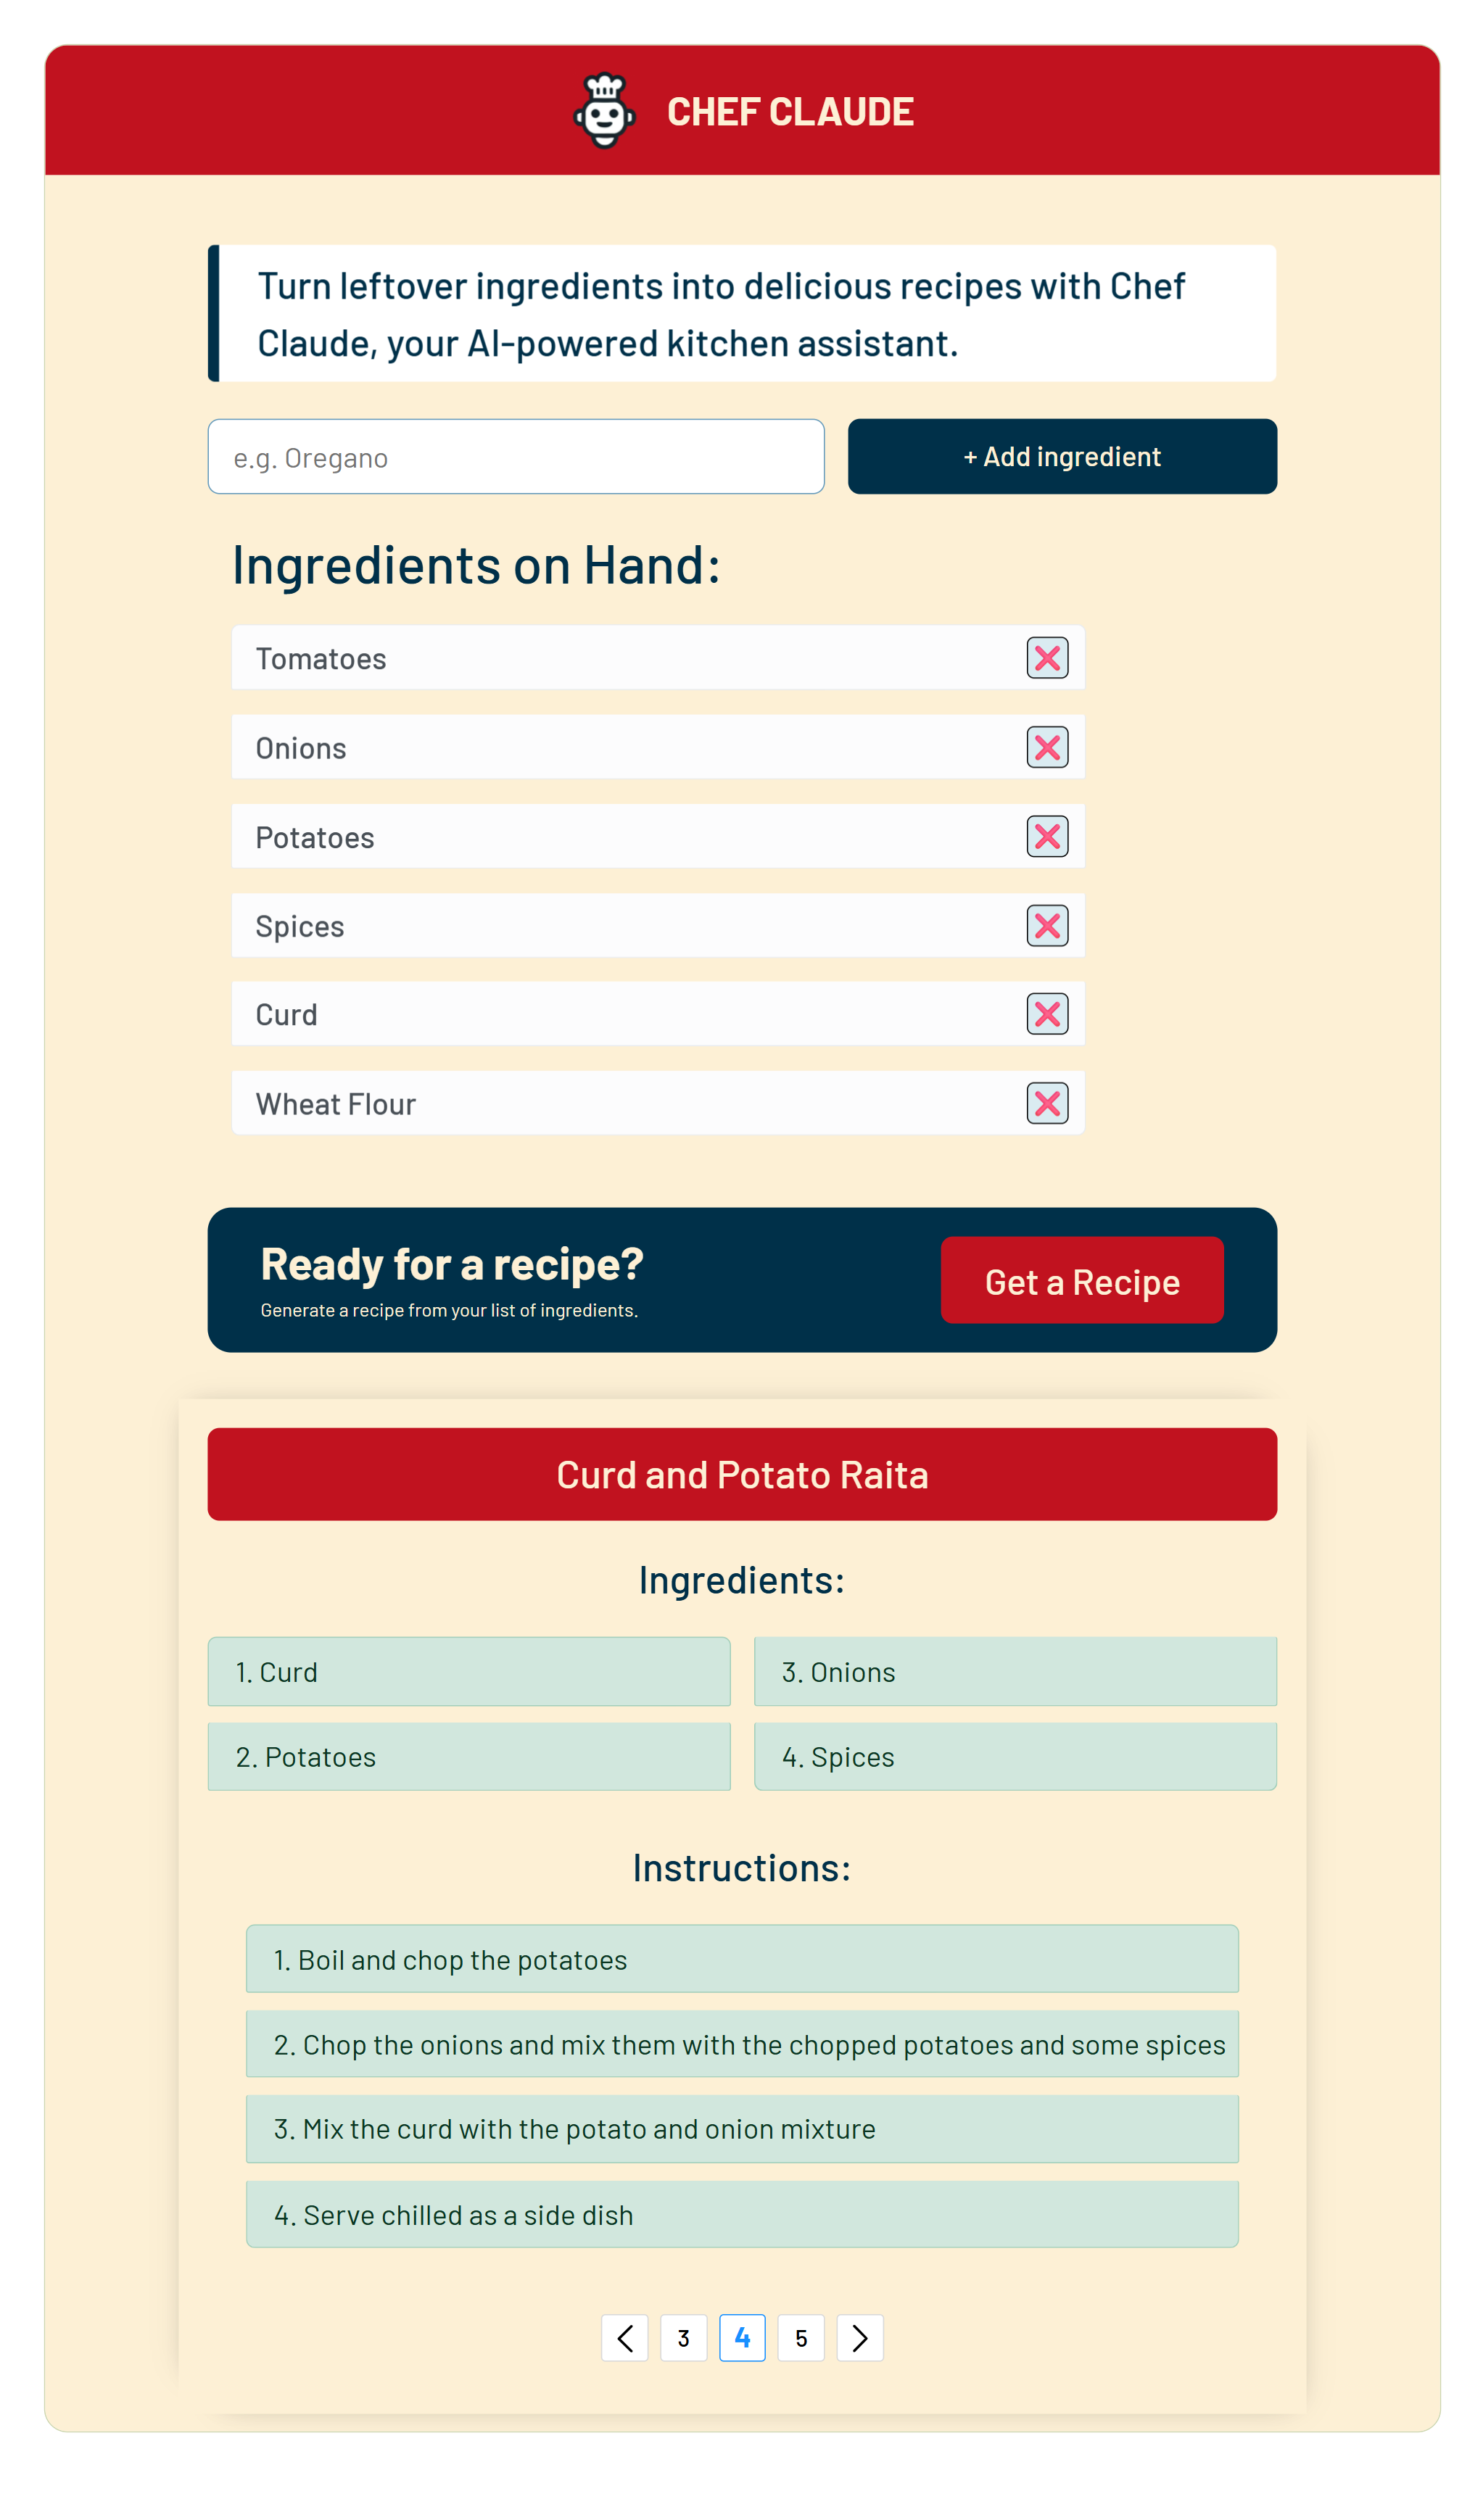 CHEF CLAUDE
Turn leftover ingredients into delicious recipes with Chef
Claude, your AI-powered kitchen assistant.
e.g. Oregano
+ Add ingredient
Ingredients on Hand:
Tomatoes
Onions
Potatoes
Spices
Curd
Wheat Flour
Ready for a recipe?
Generate a recipe from your list of ingredients.
Get a Recipe
Curd and Potato Raita
Ingredients:
1. Curd
2. Potatoes
3. Onions
4. Spices
Instructions:
1. Boil and chop the potatoes
2. Chop the onions and mix them with the chopped potatoes and some spices
3. Mix the curd with the potato and onion mixture
4. Serve chilled as a side dish
3 4 5